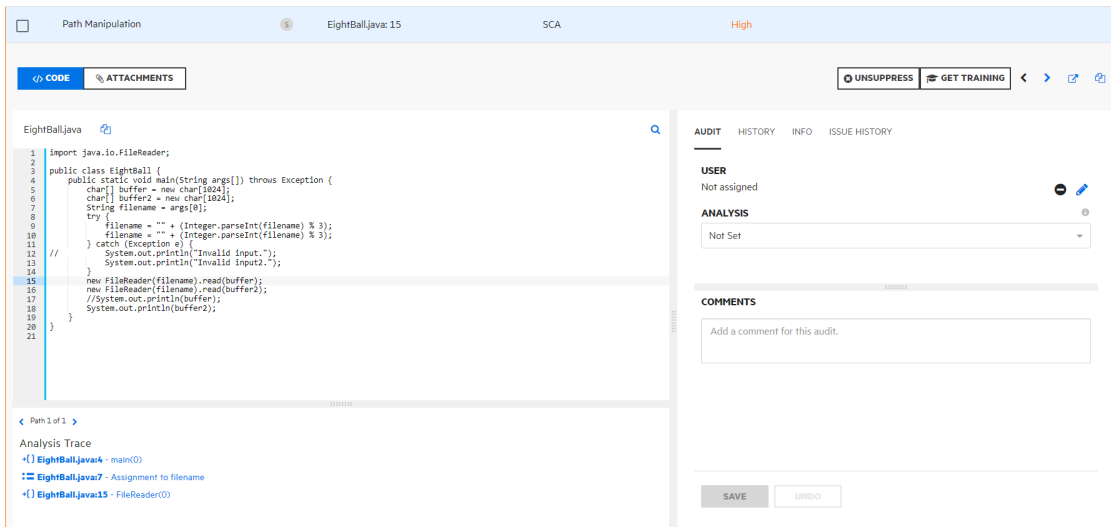 Path Manipulation S EightBall.java: 15 SCA High
</> CODE ATTACHMENTS UNSUPPRESS GET TRAINING
EightBall.java
1 import java.io.FileReader;
2
3 public class EightBall {
4 public static void main(String args[]) throws Exception {
5 char[] buffer = new char[1024];
6 char[] buffer2 = new char[1024];
7 String filename = args[0];
8 try {
9 filename = "" + (Integer.parseInt(filename) % 3);
10 filename = "" + (Integer.parseInt(filename) % 3);
11 } catch (Exception e) {
12 // System.out.println("Invalid input.");
13 System.out.println("Invalid input2.");
14 }
15 new FileReader(filename).read(buffer);
16 new FileReader(filename).read(buffer2);
17 //System.out.println(buffer);
18 System.out.println(buffer2);
19 }
20 }
21
Path 1 of 1
Analysis Trace
EightBall.java:4 - main(0)
EightBall.java:7 - Assignment to filename
EightBall.java:15 - FileReader(0)
AUDIT HISTORY INFO ISSUE HISTORY
USER
Not assigned
ANALYSIS
Not Set
COMMENTS
Add a comment for this audit.
SAVE UNDO